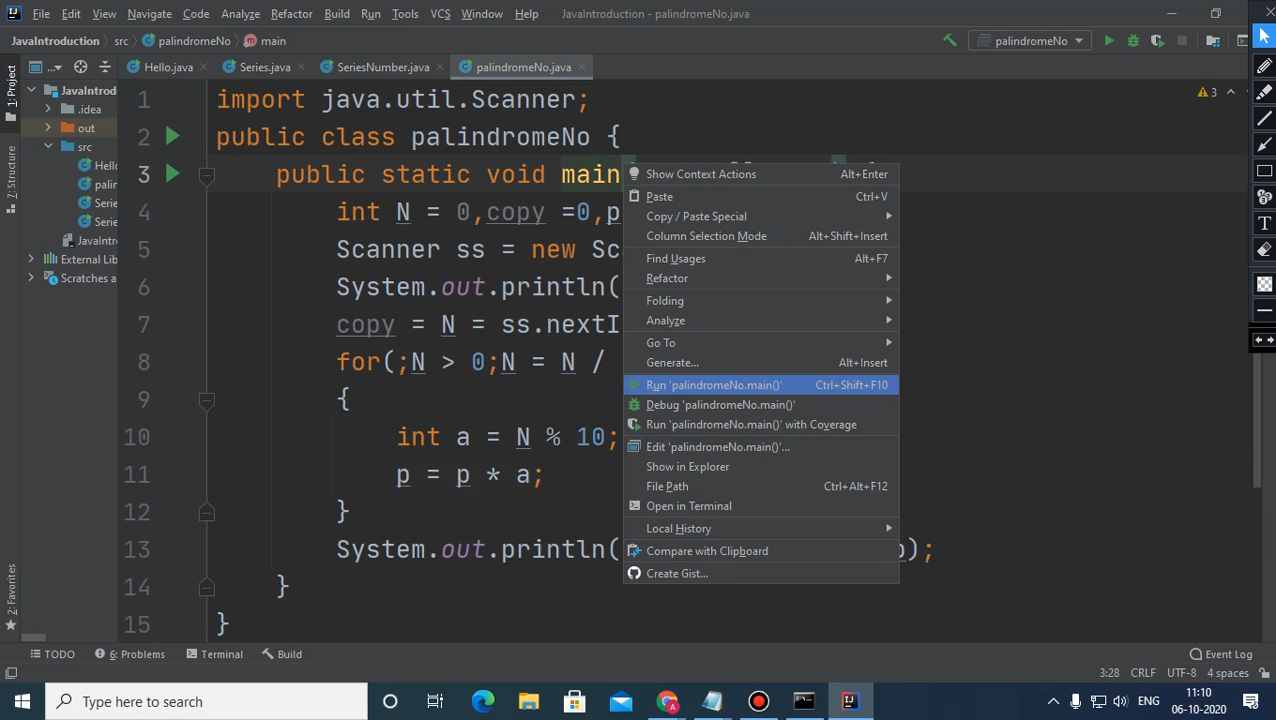 File Edit View Navigate Code Analyze Refactor Build Run Tools VCS Window Help JavaIntroduction - palindromeNo.java
JavaIntroduction src palindromeNo main palindromeNo
Hello.java Series.java SeriesNumber.java palindromeNo.java
1: Project
7: Structure
2: Favorites
JavaIntrod
.idea
out
src
Hello
palin
Serie
Serie
JavaIntro
External Lib
Scratches a
3
1 import java.util.Scanner;
2 public class palindromeNo {
3 public static void main
4 int N = 0,copy =0,p
5 Scanner ss = new Sc
6 System.out.println(
7 copy = N = ss.nextI
8 for(;N > 0;N = N /
9 {
10 int a = N % 10;
11 p = p * a;
12 }
13 System.out.println( );
14 }
15 }
Show Context Actions Alt+Enter
Paste Ctrl+V
Copy / Paste Special
Column Selection Mode Alt+Shift+Insert
Find Usages Alt+F7
Refactor
Folding
Analyze
Go To
Generate... Alt+Insert
Run 'palindromeNo.main()' Ctrl+Shift+F10
Debug 'palindromeNo.main()'
Run 'palindromeNo.main()' with Coverage
Edit 'palindromeNo.main()'...
Show in Explorer
File Path Ctrl+Alt+F12
Open in Terminal
Local History
Compare with Clipboard
Create Gist...
TODO 6: Problems Terminal Build Event Log
3:28 CRLF UTF-8 4 spaces
Type here to search
ENG
11:10
06-10-2020